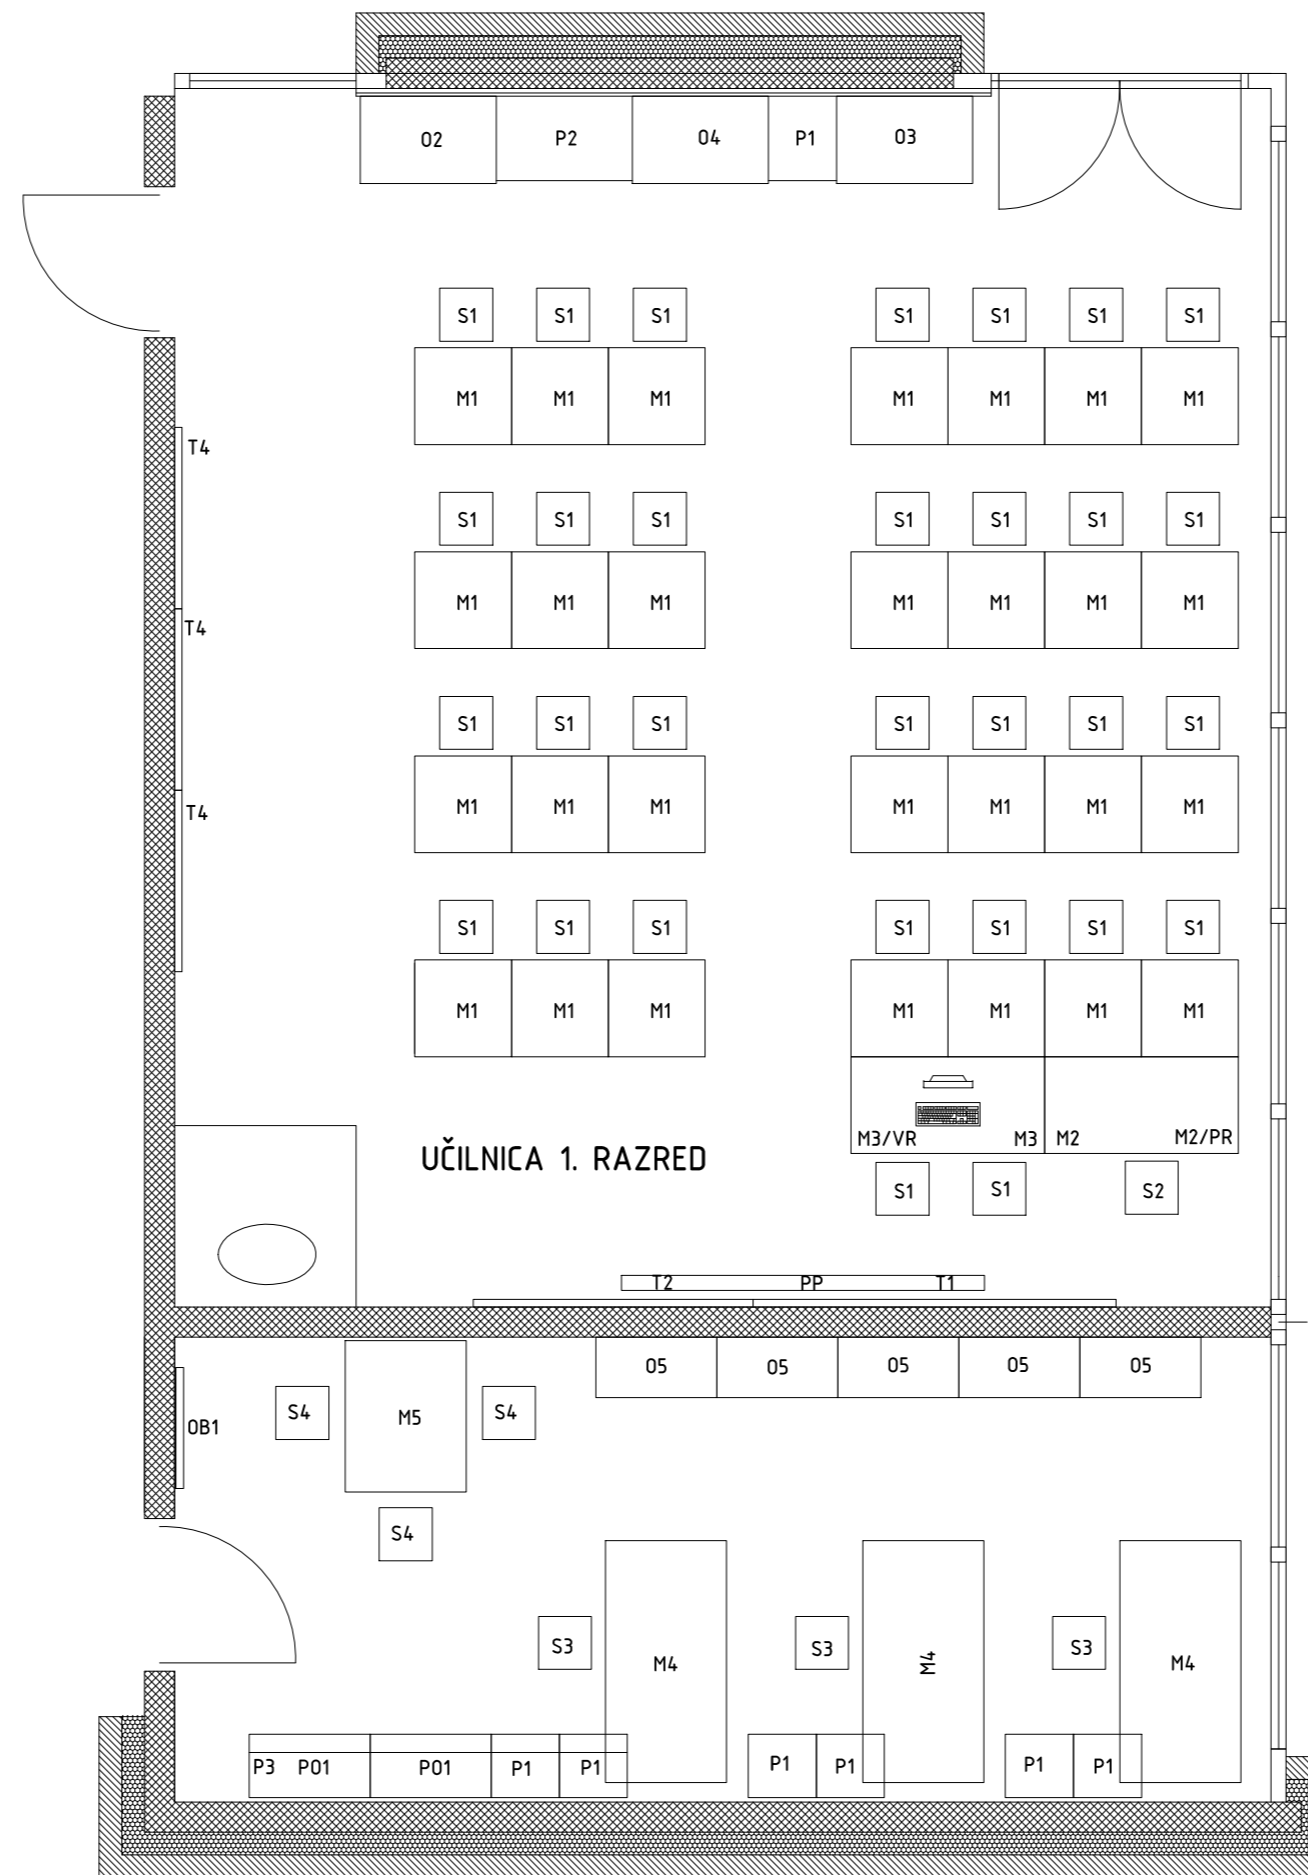 O2 P2 O4 P1 O3
S1 S1 S1 S1 S1 S1 S1
M1 M1 M1 M1 M1 M1 M1
T4
S1 S1 S1 S1 S1 S1 S1
M1 M1 M1 M1 M1 M1 M1
T4
S1 S1 S1 S1 S1 S1 S1
M1 M1 M1 M1 M1 M1 M1
T4
S1 S1 S1 S1 S1 S1 S1
M1 M1 M1 M1 M1 M1 M1
M3/VR M3 M2 M2/PR
UČILNICA 1. RAZRED
S1 S1 S2
T2 PP T1
O5 O5 O5 O5 O5
S4 M5 S4
OB1
S4
S3 S3 S3
M4 M4 M4
P3 PO1 PO1 P1 P1 P1 P1 P1 P1